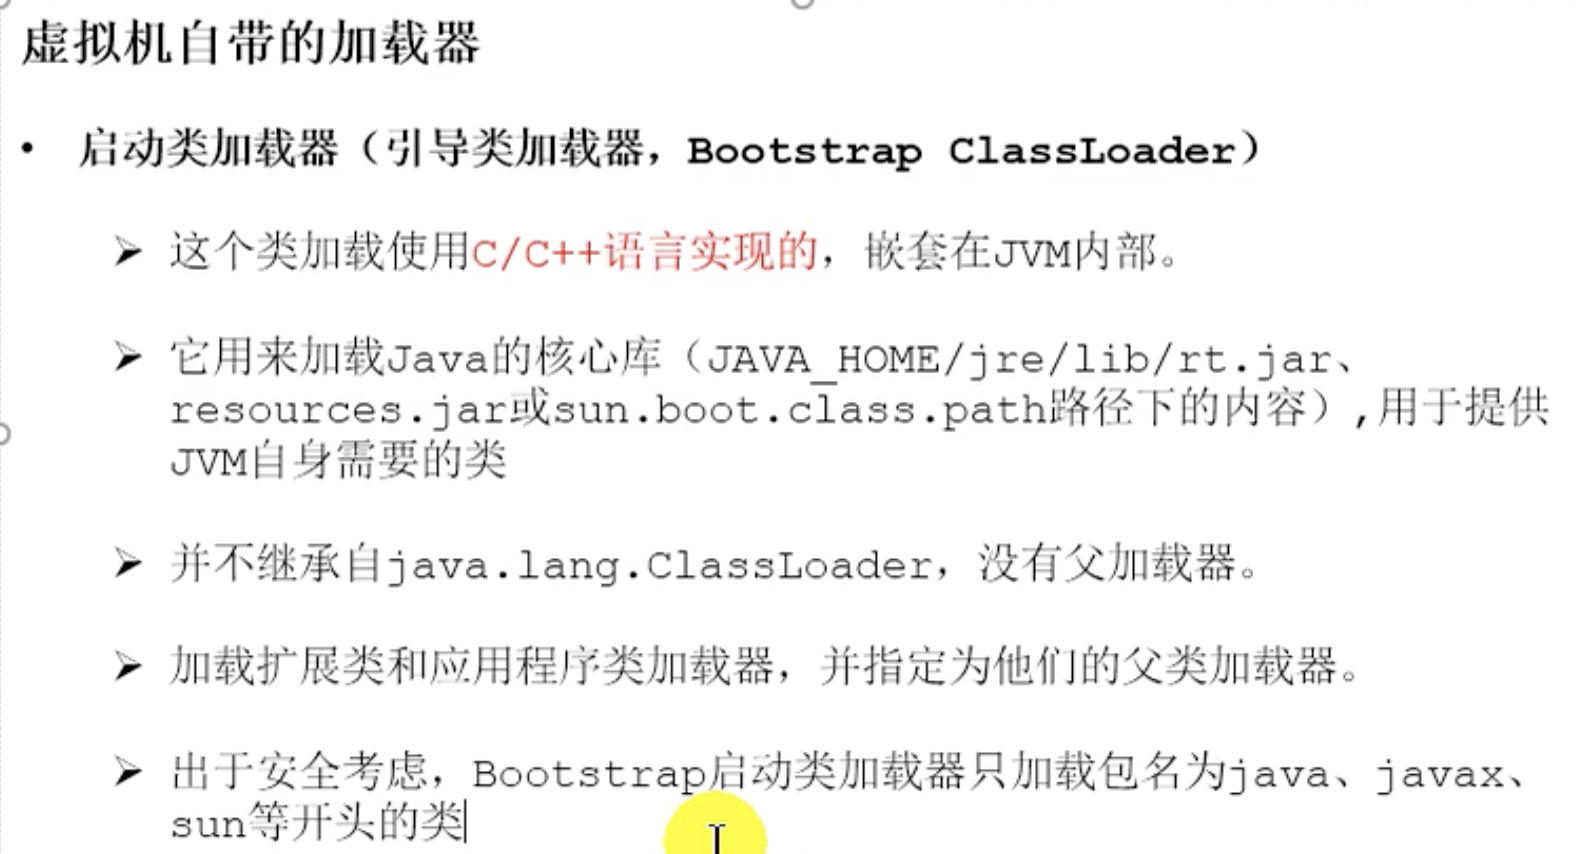 虚拟机自带的加载器
• 启动类加载器（引导类加载器，Bootstrap ClassLoader）
➢ 这个类加载使用C/C++语言实现的，嵌套在JVM内部。
➢ 它用来加载Java的核心库（JAVA_HOME/jre/lib/rt.jar、
resources.jar或sun.boot.class.path路径下的内容）,用于提供
JVM自身需要的类
➢ 并不继承自java.lang.ClassLoader，没有父加载器。
➢ 加载扩展类和应用程序类加载器，并指定为他们的父类加载器。
➢ 出于安全考虑，Bootstrap启动类加载器只加载包名为java、javax、
sun等开头的类